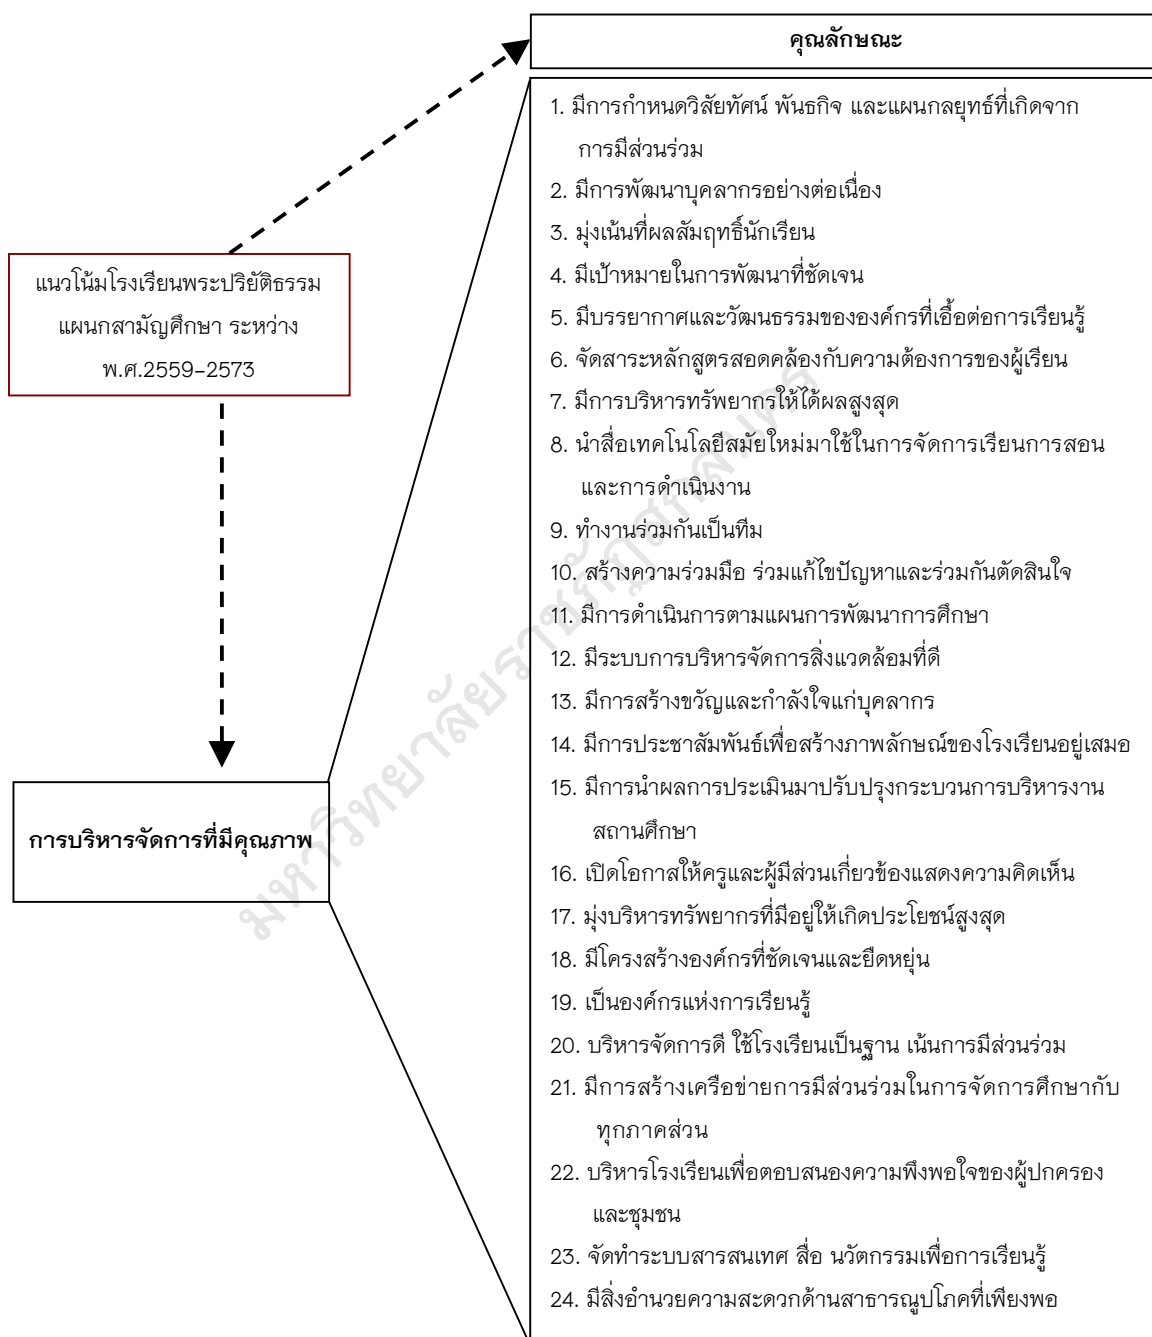 คุณลักษณะ
1. มีการกำหนดวิสัยทัศน์ พันธกิจ และแผนกลยุทธ์ที่เกิดจาก
การมีส่วนร่วม
2. มีการพัฒนาบุคลากรอย่างต่อเนื่อง
3. มุ่งเน้นที่ผลสัมฤทธิ์นักเรียน
4. มีเป้าหมายในการพัฒนาที่ชัดเจน
5. มีบรรยากาศและวัฒนธรรมขององค์กรที่เอื้อต่อการเรียนรู้
6. จัดสาระหลักสูตรสอดคล้องกับความต้องการของผู้เรียน
7. มีการบริหารทรัพยากรให้ได้ผลสูงสุด
8. นำสื่อเทคโนโลยีสมัยใหม่มาใช้ในการจัดการเรียนการสอน
และการดำเนินงาน
9. ทำงานร่วมกันเป็นทีม
10. สร้างความร่วมมือ ร่วมแก้ไขปัญหาและร่วมกันตัดสินใจ
11. มีการดำเนินการตามแผนการพัฒนาการศึกษา
12. มีระบบการบริหารจัดการสิ่งแวดล้อมที่ดี
13. มีการสร้างขวัญและกำลังใจแก่บุคลากร
14. มีการประชาสัมพันธ์เพื่อสร้างภาพลักษณ์ของโรงเรียนอยู่เสมอ
15. มีการนำผลการประเมินมาปรับปรุงกระบวนการบริหารงาน
สถานศึกษา
16. เปิดโอกาสให้ครูและผู้มีส่วนเกี่ยวข้องแสดงความคิดเห็น
17. มุ่งบริหารทรัพยากรที่มีอยู่ให้เกิดประโยชน์สูงสุด
18. มีโครงสร้างองค์กรที่ชัดเจนและยืดหยุ่น
19. เป็นองค์กรแห่งการเรียนรู้
20. บริหารจัดการดี ใช้โรงเรียนเป็นฐาน เน้นการมีส่วนร่วม
21. มีการสร้างเครือข่ายการมีส่วนร่วมในการจัดการศึกษากับ
ทุกภาคส่วน
22. บริหารโรงเรียนเพื่อตอบสนองความพึงพอใจของผู้ปกครอง
และชุมชน
23. จัดทำระบบสารสนเทศ สื่อ นวัตกรรมเพื่อการเรียนรู้
24. มีสิ่งอำนวยความสะดวกด้านสาธารณูปโภคที่เพียงพอ
แนวโน้มโรงเรียนพระปริยัติธรรม
แผนกสามัญศึกษา ระหว่าง
พ.ศ.2559-2573
การบริหารจัดการที่มีคุณภาพ
มหาวิทยาลัยราชภัฏสกลนคร